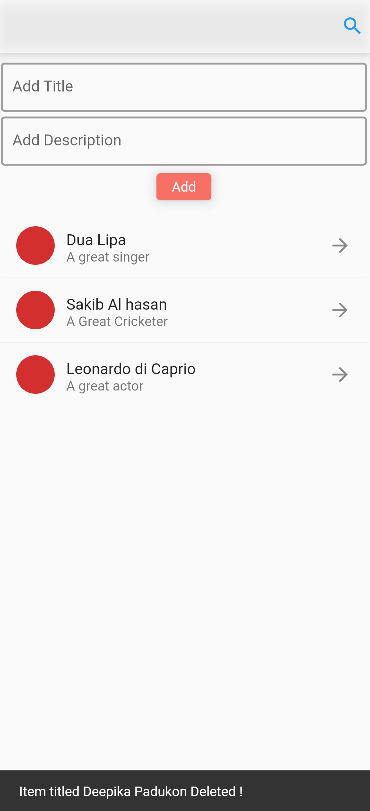 Add Title
Add Description
Add
Dua Lipa
A great singer
Sakib Al hasan
A Great Cricketer
Leonardo di Caprio
A great actor
Item titled Deepika Padukon Deleted !